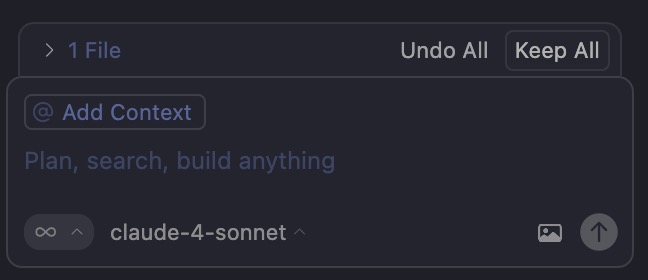 1 File Undo All Keep All
@ Add Context
Plan, search, build anything
∞ claude-4-sonnet